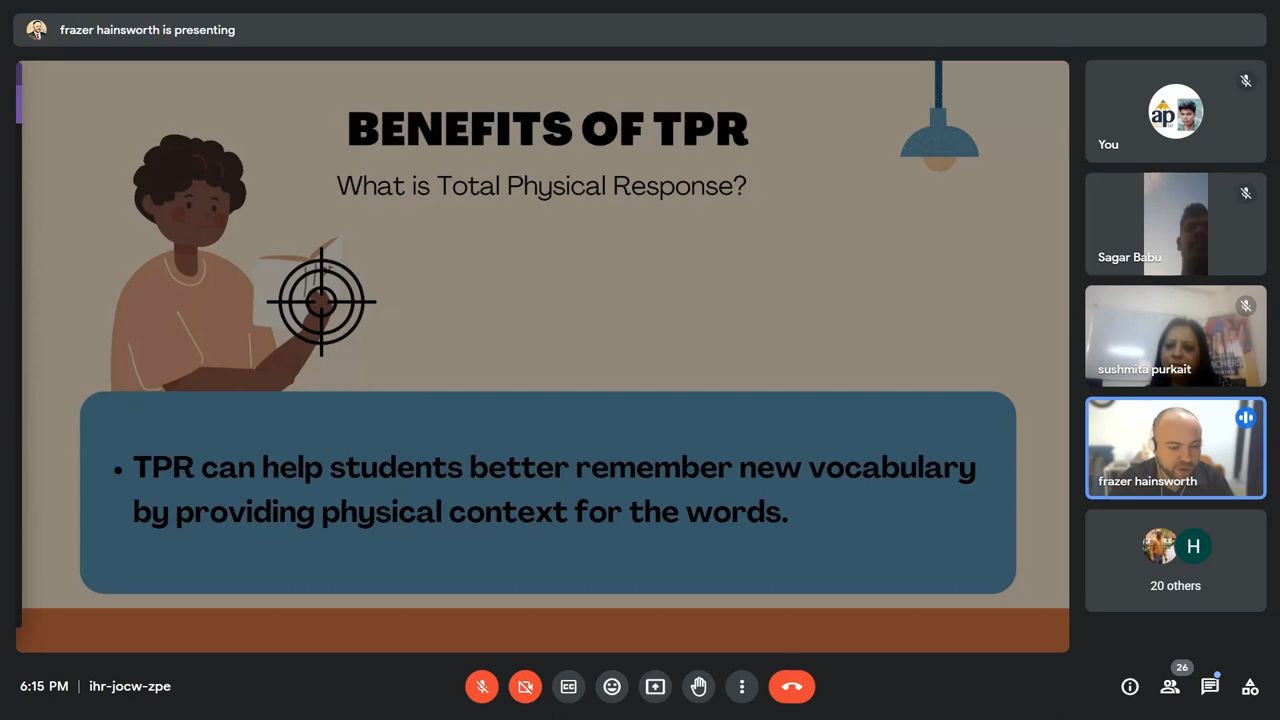 frazer hainsworth is presenting
BENEFITS OF TPR
What is Total Physical Response?
• TPR can help students better remember new vocabulary
by providing physical context for the words.
ap
You
Sagar Babu
sushmita purkait
frazer hainsworth
H
20 others
6:15 PM | ihr-jocw-zpe
CC
26